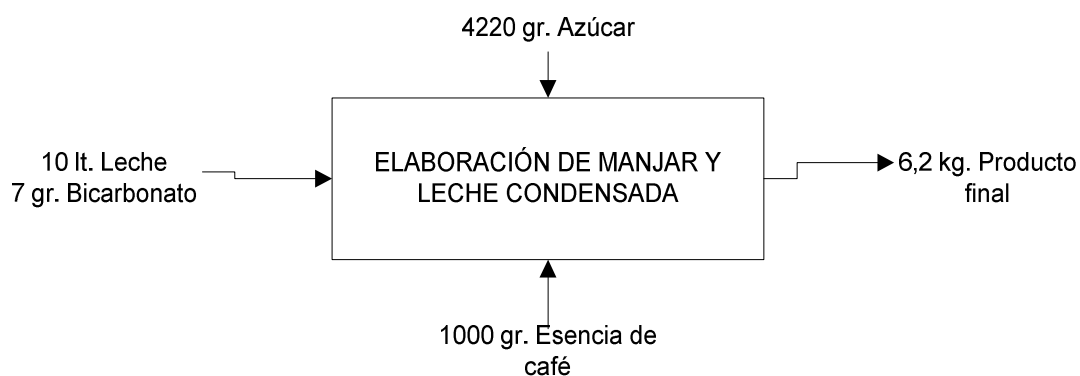 4220 gr. Azúcar
10 lt. Leche
7 gr. Bicarbonato
ELABORACIÓN DE MANJAR Y
LECHE CONDENSADA
6,2 kg. Producto
final
1000 gr. Esencia de
café